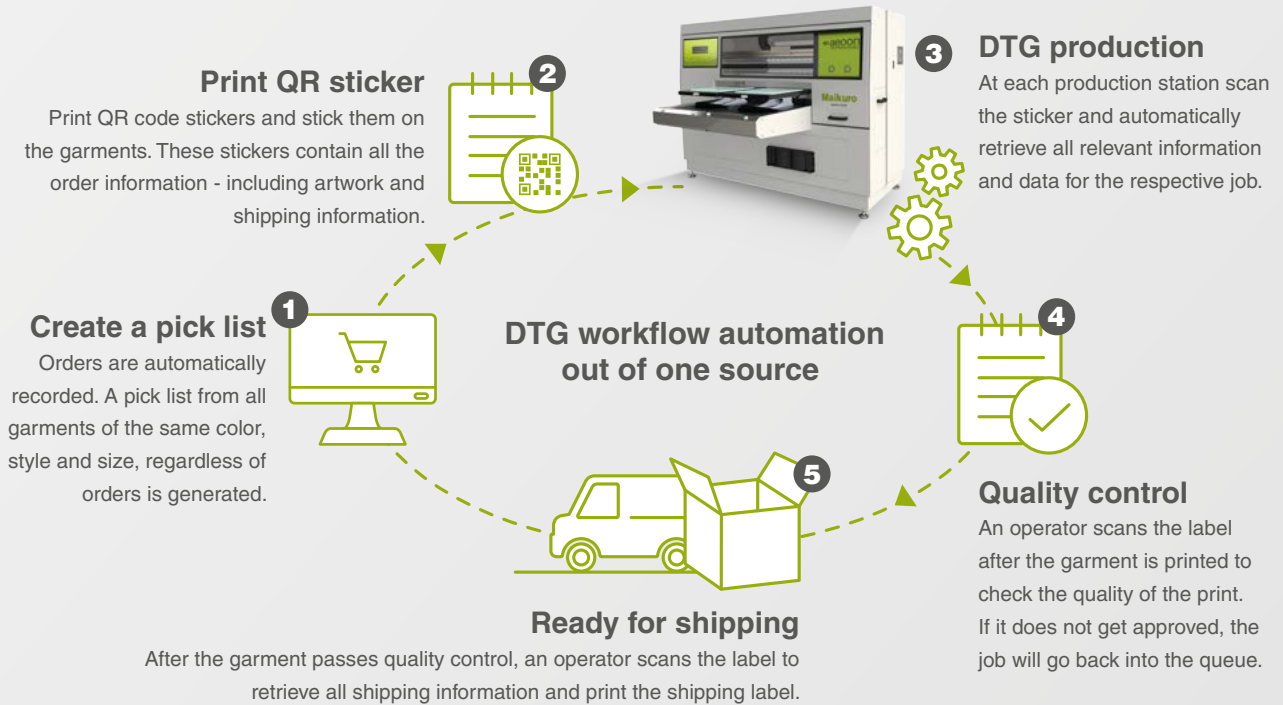 2
Print QR sticker
Print QR code stickers and stick them on
the garments. These stickers contain all the
order information - including artwork and
shipping information.
aeoon
Maikuro
3
DTG production
At each production station scan
the sticker and automatically
retrieve all relevant information
and data for the respective job.
1
Create a pick list
Orders are automatically
recorded. A pick list from all
garments of the same color,
style and size, regardless of
orders is generated.
DTG workflow automation
out of one source
4
Quality control
An operator scans the label
after the garment is printed to
check the quality of the print.
If it does not get approved, the
job will go back into the queue.
5
Ready for shipping
After the garment passes quality control, an operator scans the label to
retrieve all shipping information and print the shipping label.